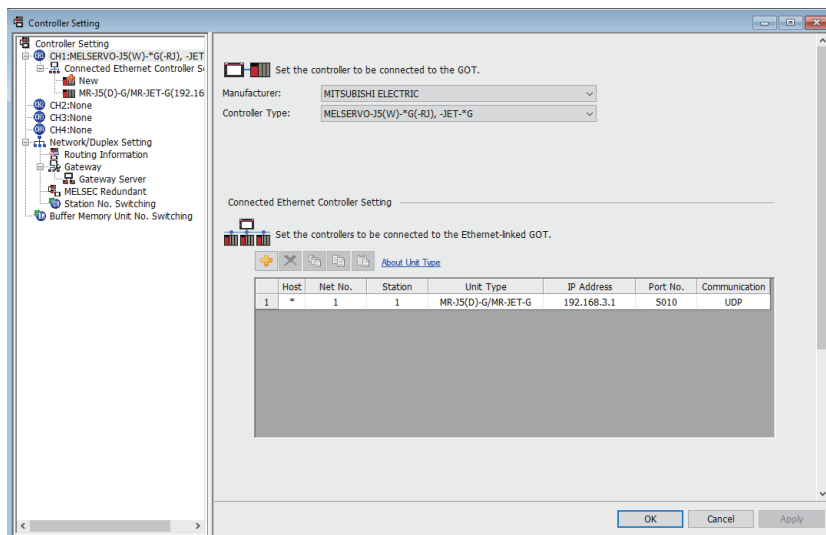 Controller Setting
Controller Setting
CH1:MELSERVO-J5(W)-*G(-RJ), -JET
Connected Ethernet Controller S
New
MR-J5(D)-G/MR-JET-G(192.16
CH2:None
CH3:None
CH4:None
Network/Duplex Setting
Routing Information
Gateway
Gateway Server
MELSEC Redundant
Station No. Switching
Buffer Memory Unit No. Switching
Set the controller to be connected to the GOT.
Manufacturer: MITSUBISHI ELECTRIC
Controller Type: MELSERVO-J5(W)-*G(-RJ), -JET-*G
Connected Ethernet Controller Setting
Set the controllers to be connected to the Ethernet-linked GOT.
About Unit Type
Host Net No. Station Unit Type IP Address Port No. Communication
1 * 1 1 MR-J5(D)-G/MR-JET-G 192.168.3.1 5010 UDP
OK Cancel Apply